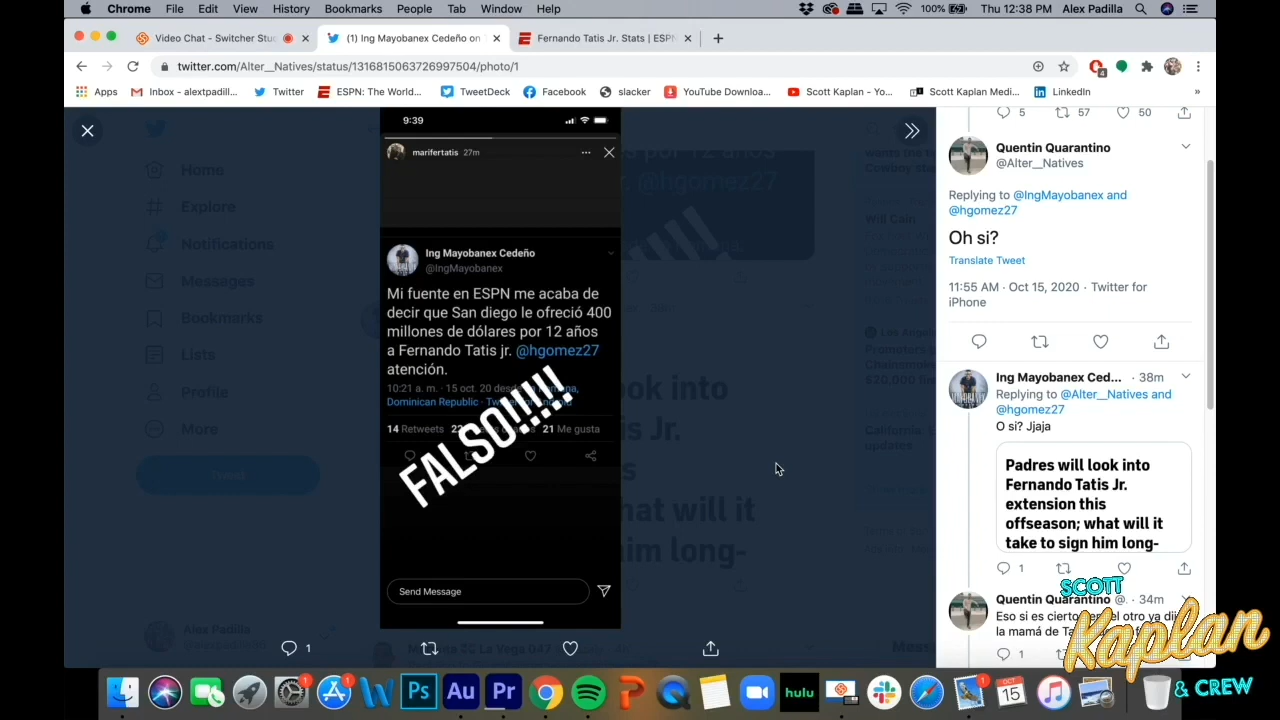 Chrome File Edit View History Bookmarks People Tab Window Help
100% Thu 12:38 PM Alex Padilla
Video Chat - Switcher Stu
(1) Ing Mayobanex Cedeño on
Fernando Tatis Jr. Stats | ESPN
twitter.com/Alter__Natives/status/1316815063726997504/photo/1
Apps Inbox - alextpadill... Twitter ESPN: The World... TweetDeck Facebook slacker YouTube Downloa... Scott Kaplan - Yo... Scott Kaplan Medi... LinkedIn
Home
Explore
Notifications
Messages
Bookmarks
Lists
Profile
More
Tweet
Alex Padilla
9:39
marifertatis 27m
Ing Mayobanex Cedeño
@IngMayobanex
Mi fuente en ESPN me acaba de
decir que San diego le ofreció 400
millones de dólares por 12 años
a Fernando Tatis jr. @hgomez27
atención.
10:21 a. m. · 15 oct. 20
Dominican Republic
14 Retweets
21 Me gusta
FALSO!!!!!
Send Message
1
5 57 50
Quentin Quarantino
@Alter__Natives
Replying to @IngMayobanex and
@hgomez27
Oh si?
Translate Tweet
11:55 AM · Oct 15, 2020 · Twitter for
iPhone
Ing Mayobanex Ced... · 38m
Replying to @Alter__Natives and
@hgomez27
O si? Jjaja
Padres will look into
Fernando Tatis Jr.
extension this
offseason; what will it
take to sign him long-
1
Quentin Quarantino @. · 34m
Eso si es cierto
la mamá de
1
SCOTT
Kaplan
& CREW
hulu
OCT
15